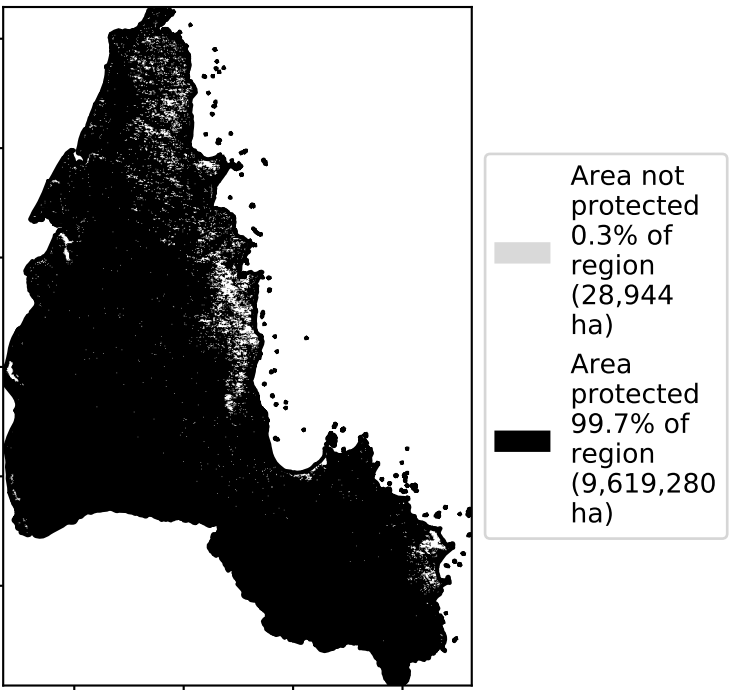 Area not
protected
0.3% of
region
(28,944
ha)
Area
protected
99.7% of
region
(9,619,280
ha)